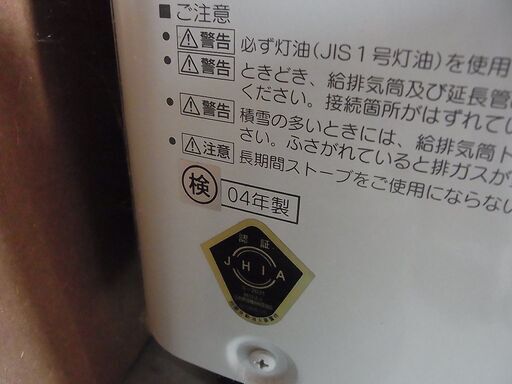 ■ご注意
・⚠警告 必ず灯油(JIS1号灯油)を使用
・⚠警告 ときどき、給排気筒及び延長管
ください。接続箇所がはずれてい
・⚠警告 積雪の多いときには、給排気筒ト
さい。ふさがれていると排ガスが
・⚠注意 長期間ストーブをご使用にならない
検 04年製
認証
JHIA